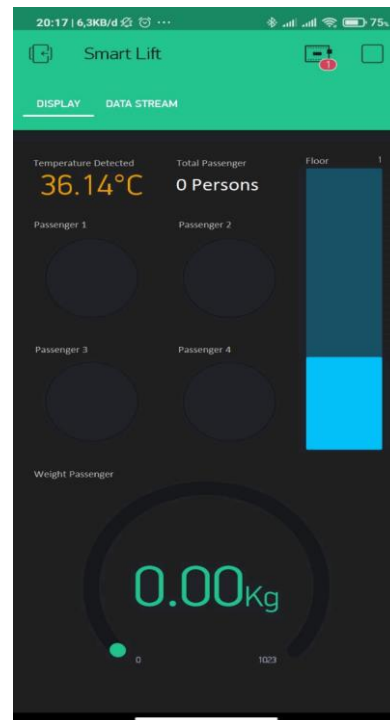 20:17 | 6,3KB/d ... 75%
Smart Lift
1
DISPLAY DATA STREAM
Temperature Detected Total Passenger Floor 1
36.14°C 0 Persons
Passenger 1 Passenger 2
Passenger 3 Passenger 4
Weight Passenger
0.00Kg
0 1023